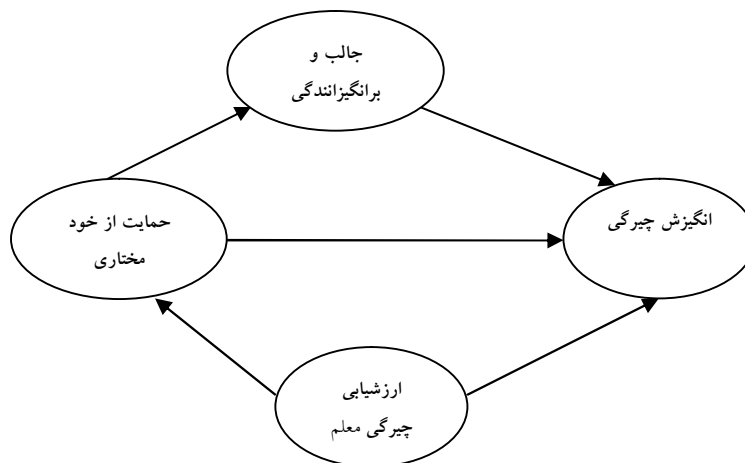 جالب و
برانگیزانندگی
حمایت از خود
مختاری
انگیزش چیرگی
ارزشیابی
چیرگی معلم